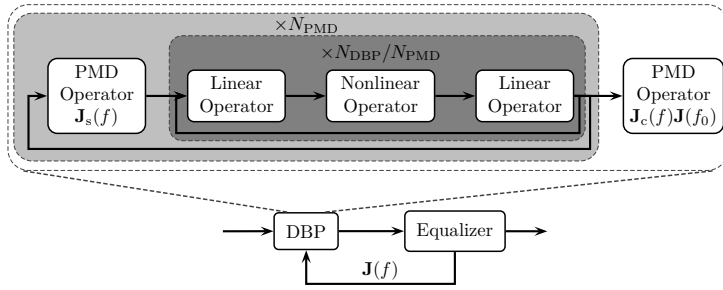 ×N_PMD
×N_DBP/N_PMD
PMD
Operator
J_s(f)
Linear
Operator
Nonlinear
Operator
Linear
Operator
PMD
Operator
J_c(f)J(f_0)
DBP
Equalizer
J(f)